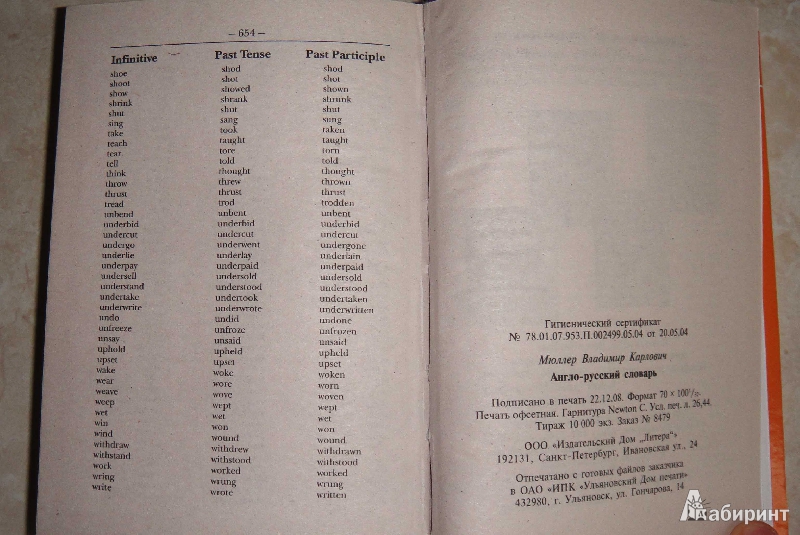 – 654 –
Infinitive Past Tense Past Participle
shoe shod shod
shoot shot shot
show showed shown
shrink shrank shrunk
shut shut shut
sing sang sung
take took taken
teach taught taught
tear tore torn
tell told told
think thought thought
throw threw thrown
thrust thrust thrust
tread trod trodden
unbend unbent unbent
underbid underbid underbid
undercut undercut undercut
undergo underwent undergone
underlie underlay underlain
underpay underpaid underpaid
undersell undersold undersold
understand understood understood
undertake undertook undertaken
underwrite underwrote underwritten
undo undid undone
unfreeze unfroze unfrozen
unsay unsaid unsaid
uphold upheld upheld
upset upset upset
wake woke woken
wear wore worn
weave wove woven
weep wept wept
wet wet wet
win won won
wind wound wound
withdraw withdrew withdrawn
withstand withstood withstood
work worked worked
wring wrung wrung
write wrote written
Гигиенический сертификат
№ 78.01.07.953.П.002499.05.04 от 20.05.04
Мюллер Владимир Карлович
Англо-русский словарь
Подписано в печать 22.12.08. Формат 70 × 100¹/₃₂.
Печать офсетная. Гарнитура Newton C. Усл. печ. л. 26,44.
Тираж 10 000 экз. Заказ № 8479
ООО «Издательский Дом „Литера“»
192131, Санкт-Петербург, Ивановская ул., 24
Отпечатано с готовых файлов заказчика
в ОАО «ИПК «Ульяновский Дом печати»
432980, г. Ульяновск, ул. Гончарова, 14
Лабиринт